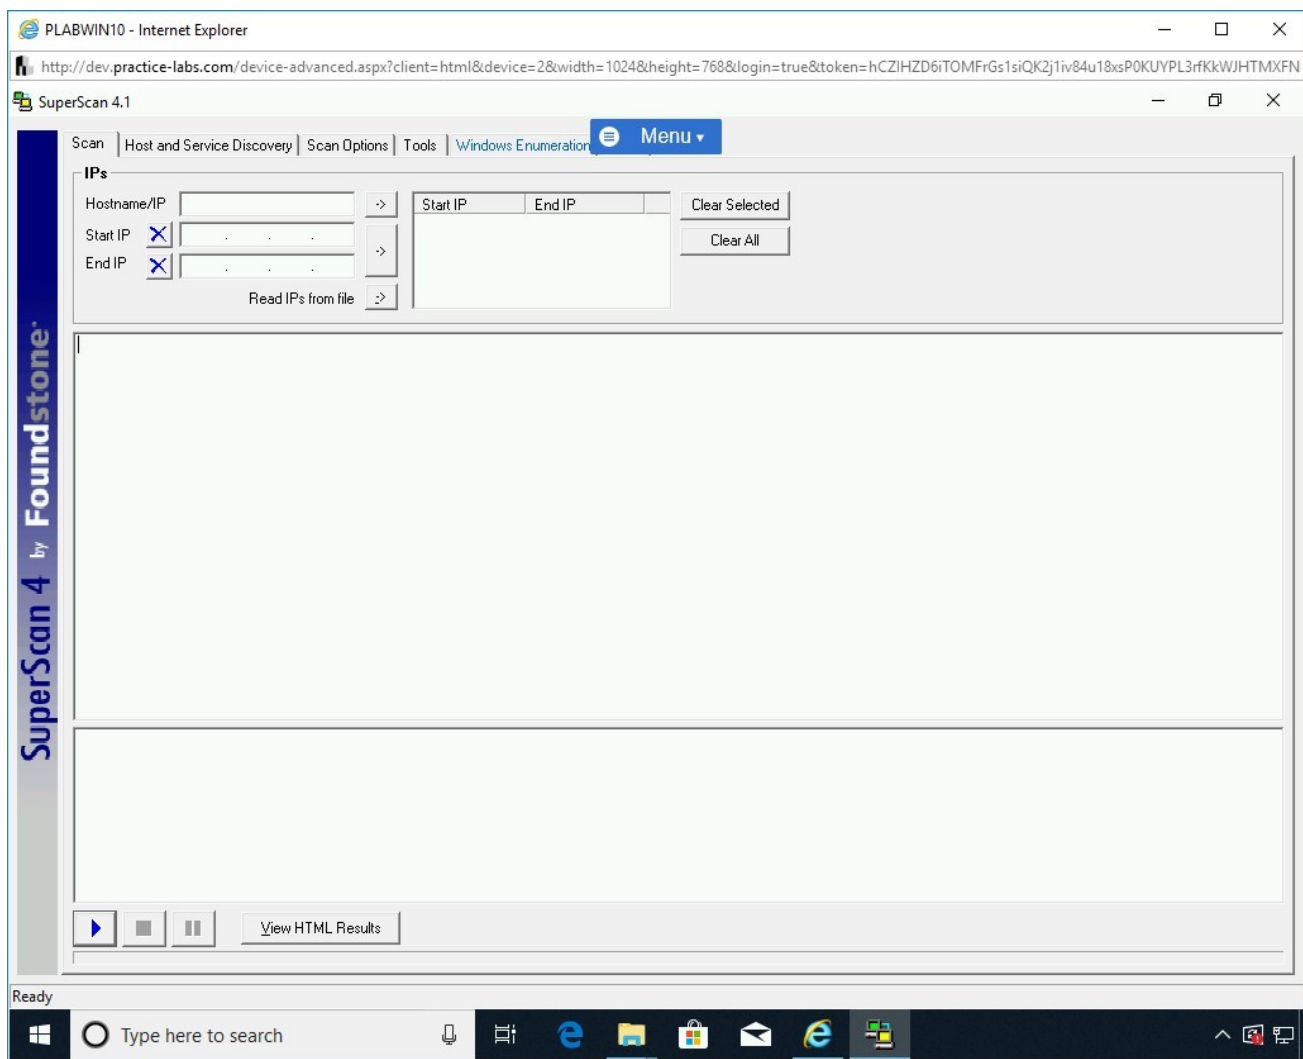 PLABWIN10 - Internet Explorer
http://dev.practice-labs.com/device-advanced.aspx?client=html&device=2&width=1024&height=768&login=true&token=hCZIHZD6iTOMFrGs1siQK2j1iv84u18xsP0KUYPL3rfKkWJHTMXFN
SuperScan 4.1
Scan Host and Service Discovery Scan Options Tools Windows Enumeration Menu
IPs
Hostname/IP -> Start IP End IP Clear Selected
Start IP . . . -> Clear All
End IP . . .
Read IPs from file ->
SuperScan 4 by Foundstone
View HTML Results
Ready
Type here to search